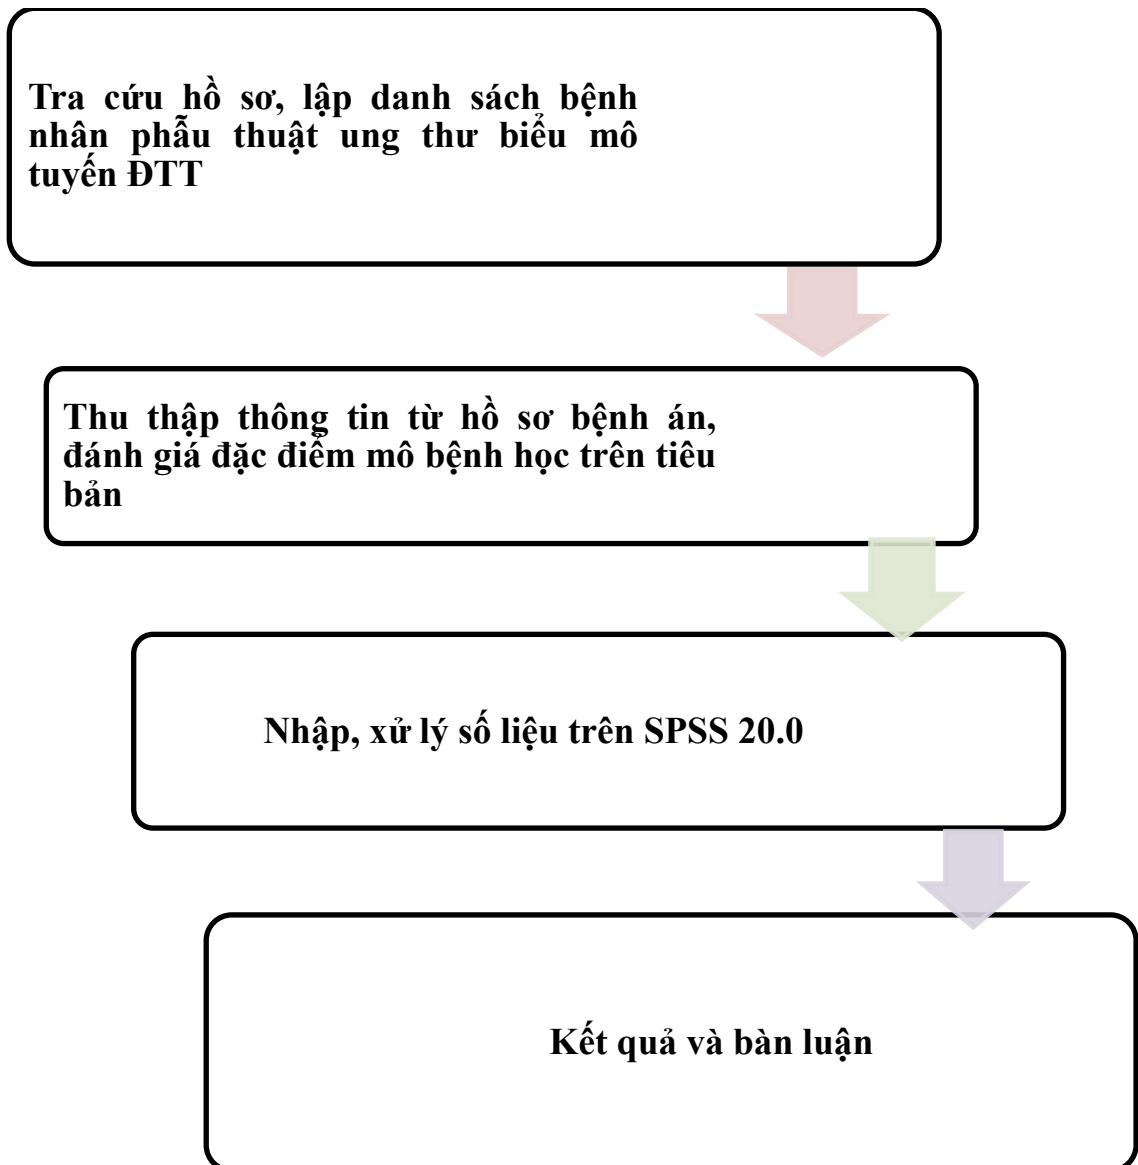 Tra cứu hồ sơ, lập danh sách bệnh
nhân phẫu thuật ung thư biểu mô
tuyến ĐTT
Thu thập thông tin từ hồ sơ bệnh án,
đánh giá đặc điểm mô bệnh học trên tiêu
bản
Nhập, xử lý số liệu trên SPSS 20.0
Kết quả và bàn luận